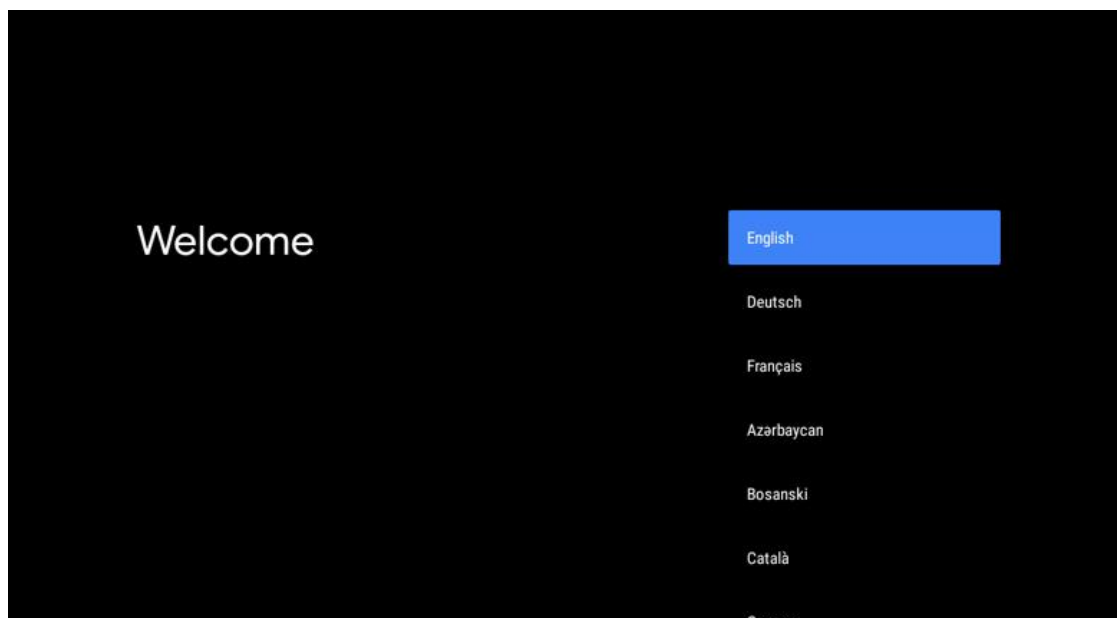 Welcome
English
Deutsch
Français
Azərbaycan
Bosanski
Català